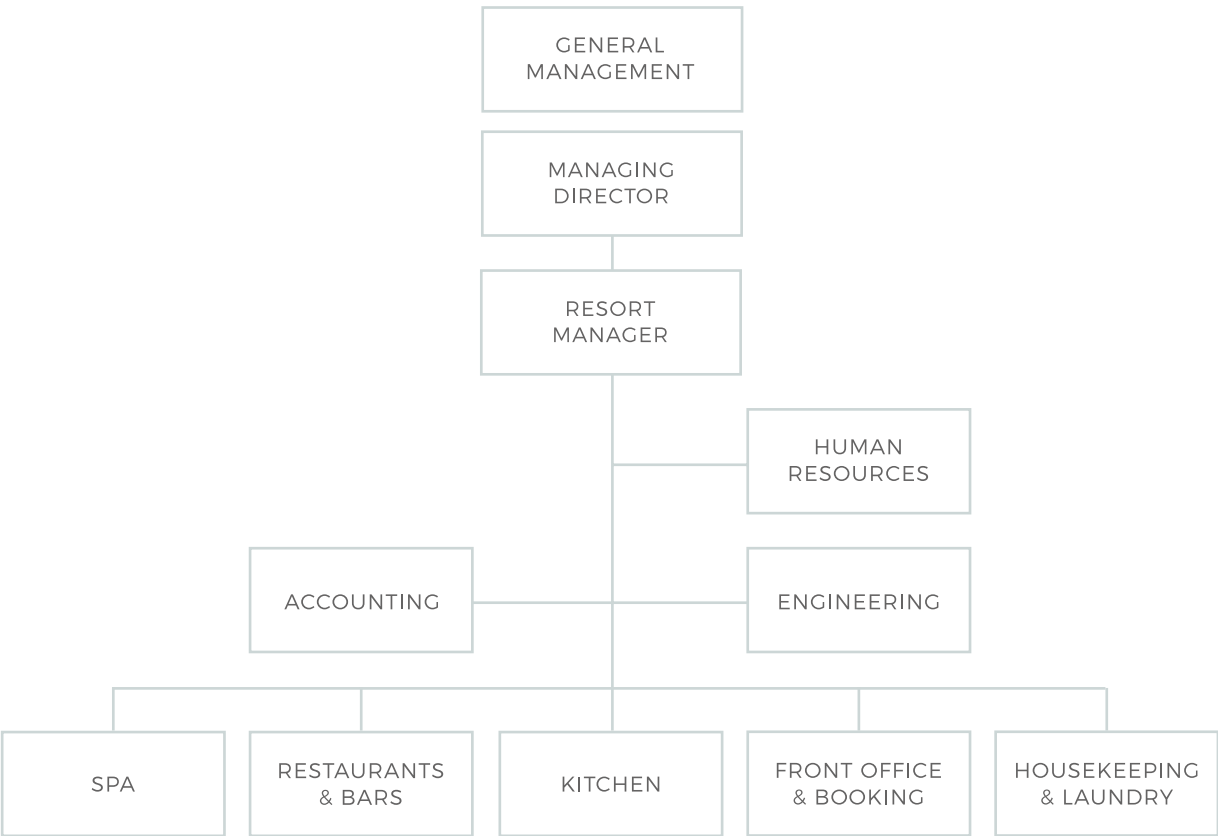 GENERAL
MANAGEMENT
MANAGING
DIRECTOR
RESORT
MANAGER
HUMAN
RESOURCES
ACCOUNTING
ENGINEERING
SPA
RESTAURANTS
& BARS
KITCHEN
FRONT OFFICE
& BOOKING
HOUSEKEEPING
& LAUNDRY